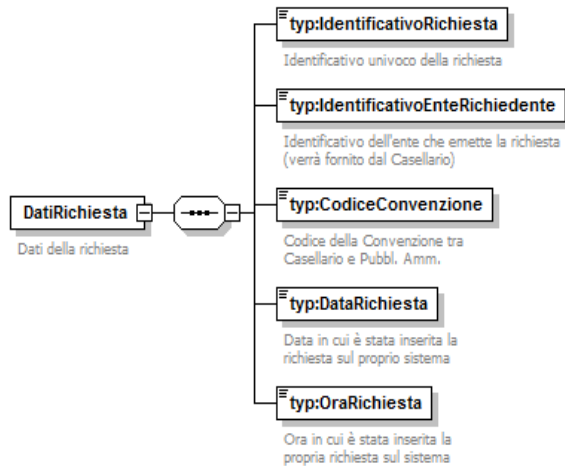 typ:IdentificativoRichiesta
Identificativo univoco della richiesta
typ:IdentificativoEnteRichiedente
Identificativo dell'ente che emette la richiesta
(verrà fornito dal Casellario)
DatiRichiesta
Dati della richiesta
typ:CodiceConvenzione
Codice della Convenzione tra
Casellario e Pubbl. Amm.
typ:DataRichiesta
Data in cui è stata inserita la
richiesta sul proprio sistema
typ:OraRichiesta
Ora in cui è stata inserita la
propria richiesta sul sistema